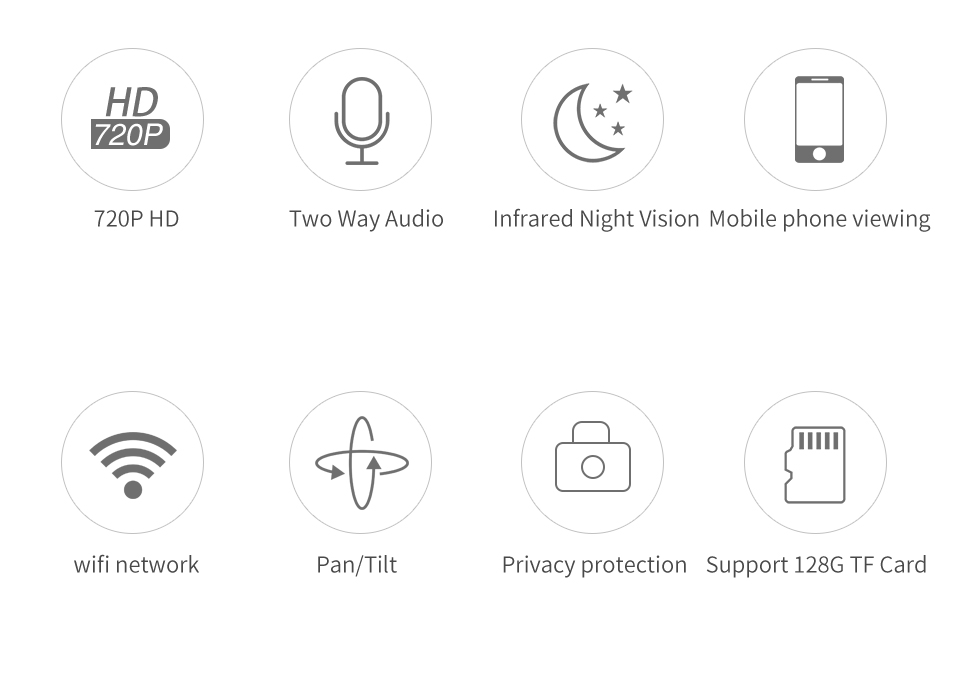 HD
720P
720P HD
Two Way Audio
Infrared Night Vision
Mobile phone viewing
wifi network
Pan/Tilt
Privacy protection
Support 128G TF Card